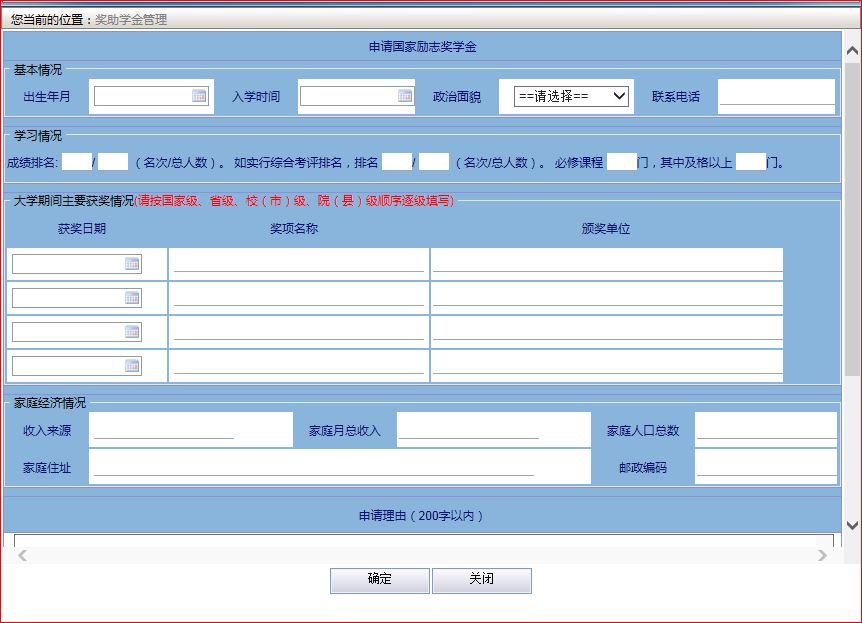 您当前的位置：奖助学金管理
申请国家励志奖学金
基本情况
出生年月 入学时间 政治面貌 ==请选择== 联系电话
学习情况
成绩排名: / （名次/总人数）。 如实行综合考评排名，排名 / （名次/总人数）。 必修课程 门，其中及格以上 门。
大学期间主要获奖情况(请按国家级、省级、校（市）级、院（县）级顺序逐级填写)
获奖日期 奖项名称 颁奖单位
家庭经济情况
收入来源 家庭月总收入 家庭人口总数
家庭住址 邮政编码
申请理由（200字以内）
确定 关闭